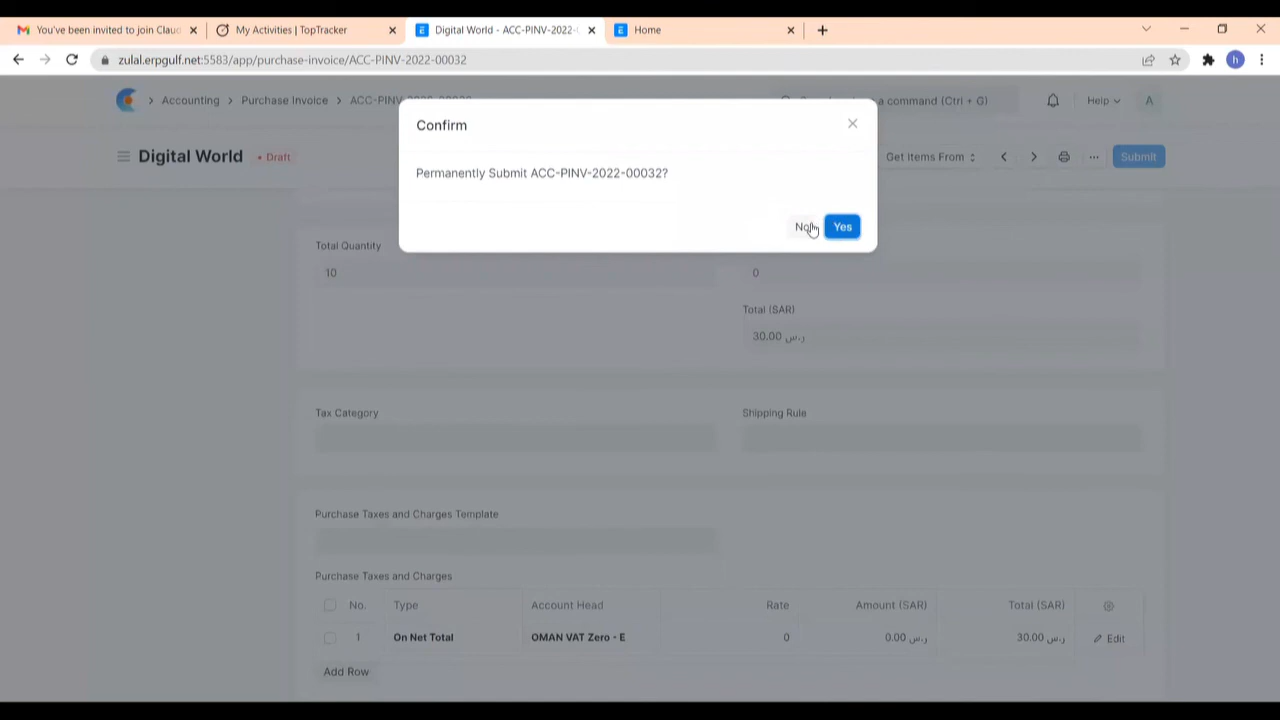 You've been invited to join Clau
My Activities | TopTracker
Digital World - ACC-PINV-2022-
Home
zulal.erpgulf.net:5583/app/purchase-invoice/ACC-PINV-2022-00032
h
Accounting
Purchase Invoice
ACC-PINV-2022-00032
a command (Ctrl + G)
Help
A
Confirm
Permanently Submit ACC-PINV-2022-00032?
No
Yes
Digital World
Draft
Get Items From
Submit
Total Quantity
10
0
Total (SAR)
30.00 ر.س
Tax Category
Shipping Rule
Purchase Taxes and Charges Template
Purchase Taxes and Charges
No. Type Account Head Rate Amount (SAR) Total (SAR)
1 On Net Total OMAN VAT Zero - E 0 0.00 ر.س 30.00 ر.س Edit
Add Row